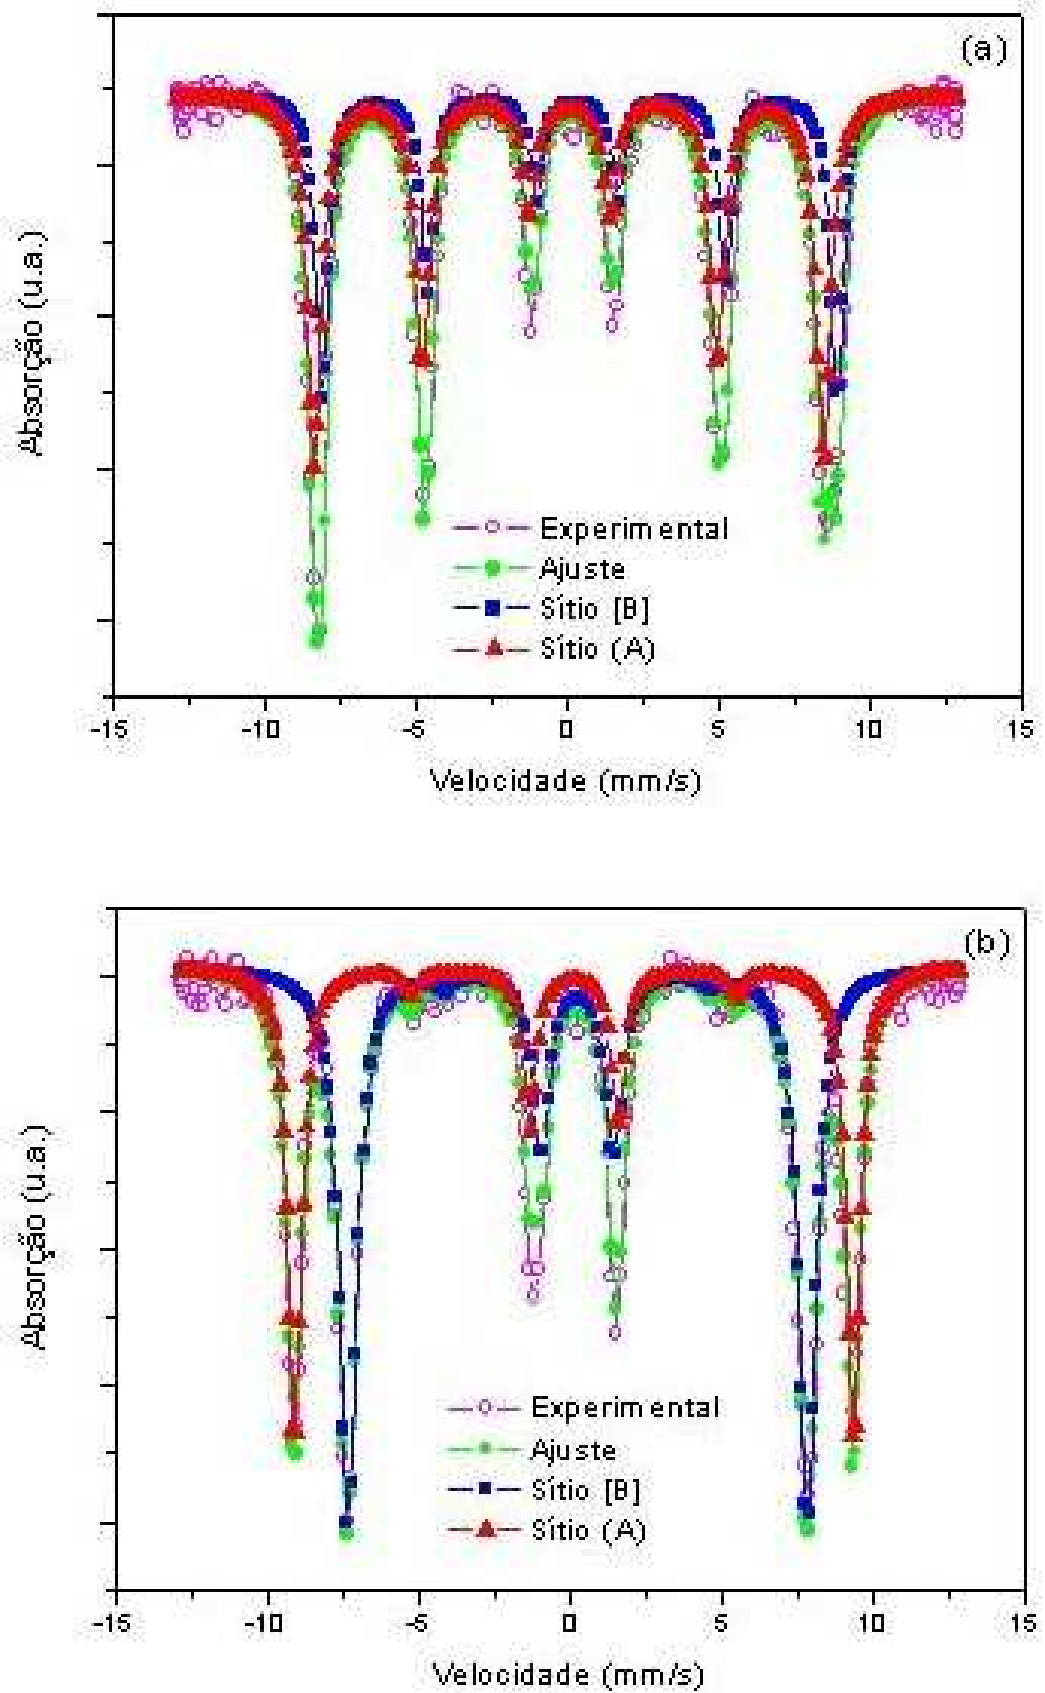 (a)
Absorção (u.a.)
Experimental
Ajuste
Sítio [B]
Sítio (A)
-15 -10 -5 0 5 10 15
Velocidade (mm/s)
(b)
Absorção (u.a.)
Experimental
Ajuste
Sítio [B]
Sítio (A)
-15 -10 -5 0 5 10 15
Velocidade (mm/s)